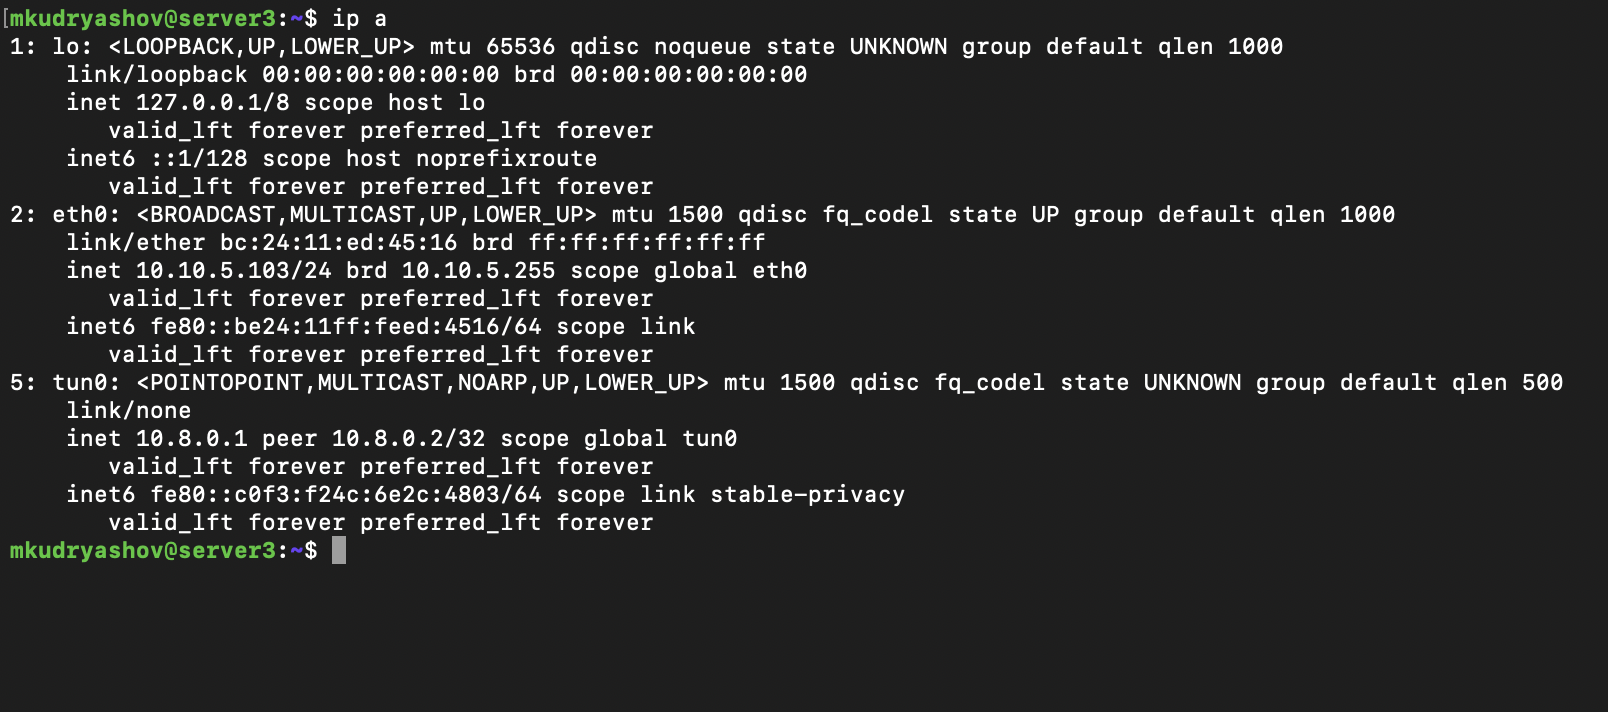 [mkudryashov@server3:~$ ip a
1: lo: <LOOPBACK,UP,LOWER_UP> mtu 65536 qdisc noqueue state UNKNOWN group default qlen 1000
    link/loopback 00:00:00:00:00:00 brd 00:00:00:00:00:00
    inet 127.0.0.1/8 scope host lo
       valid_lft forever preferred_lft forever
    inet6 ::1/128 scope host noprefixroute
       valid_lft forever preferred_lft forever
2: eth0: <BROADCAST,MULTICAST,UP,LOWER_UP> mtu 1500 qdisc fq_codel state UP group default qlen 1000
    link/ether bc:24:11:ed:45:16 brd ff:ff:ff:ff:ff:ff
    inet 10.10.5.103/24 brd 10.10.5.255 scope global eth0
       valid_lft forever preferred_lft forever
    inet6 fe80::be24:11ff:feed:4516/64 scope link
       valid_lft forever preferred_lft forever
5: tun0: <POINTOPOINT,MULTICAST,NOARP,UP,LOWER_UP> mtu 1500 qdisc fq_codel state UNKNOWN group default qlen 500
    link/none
    inet 10.8.0.1 peer 10.8.0.2/32 scope global tun0
       valid_lft forever preferred_lft forever
    inet6 fe80::c0f3:f24c:6e2c:4803/64 scope link stable-privacy
       valid_lft forever preferred_lft forever
mkudryashov@server3:~$